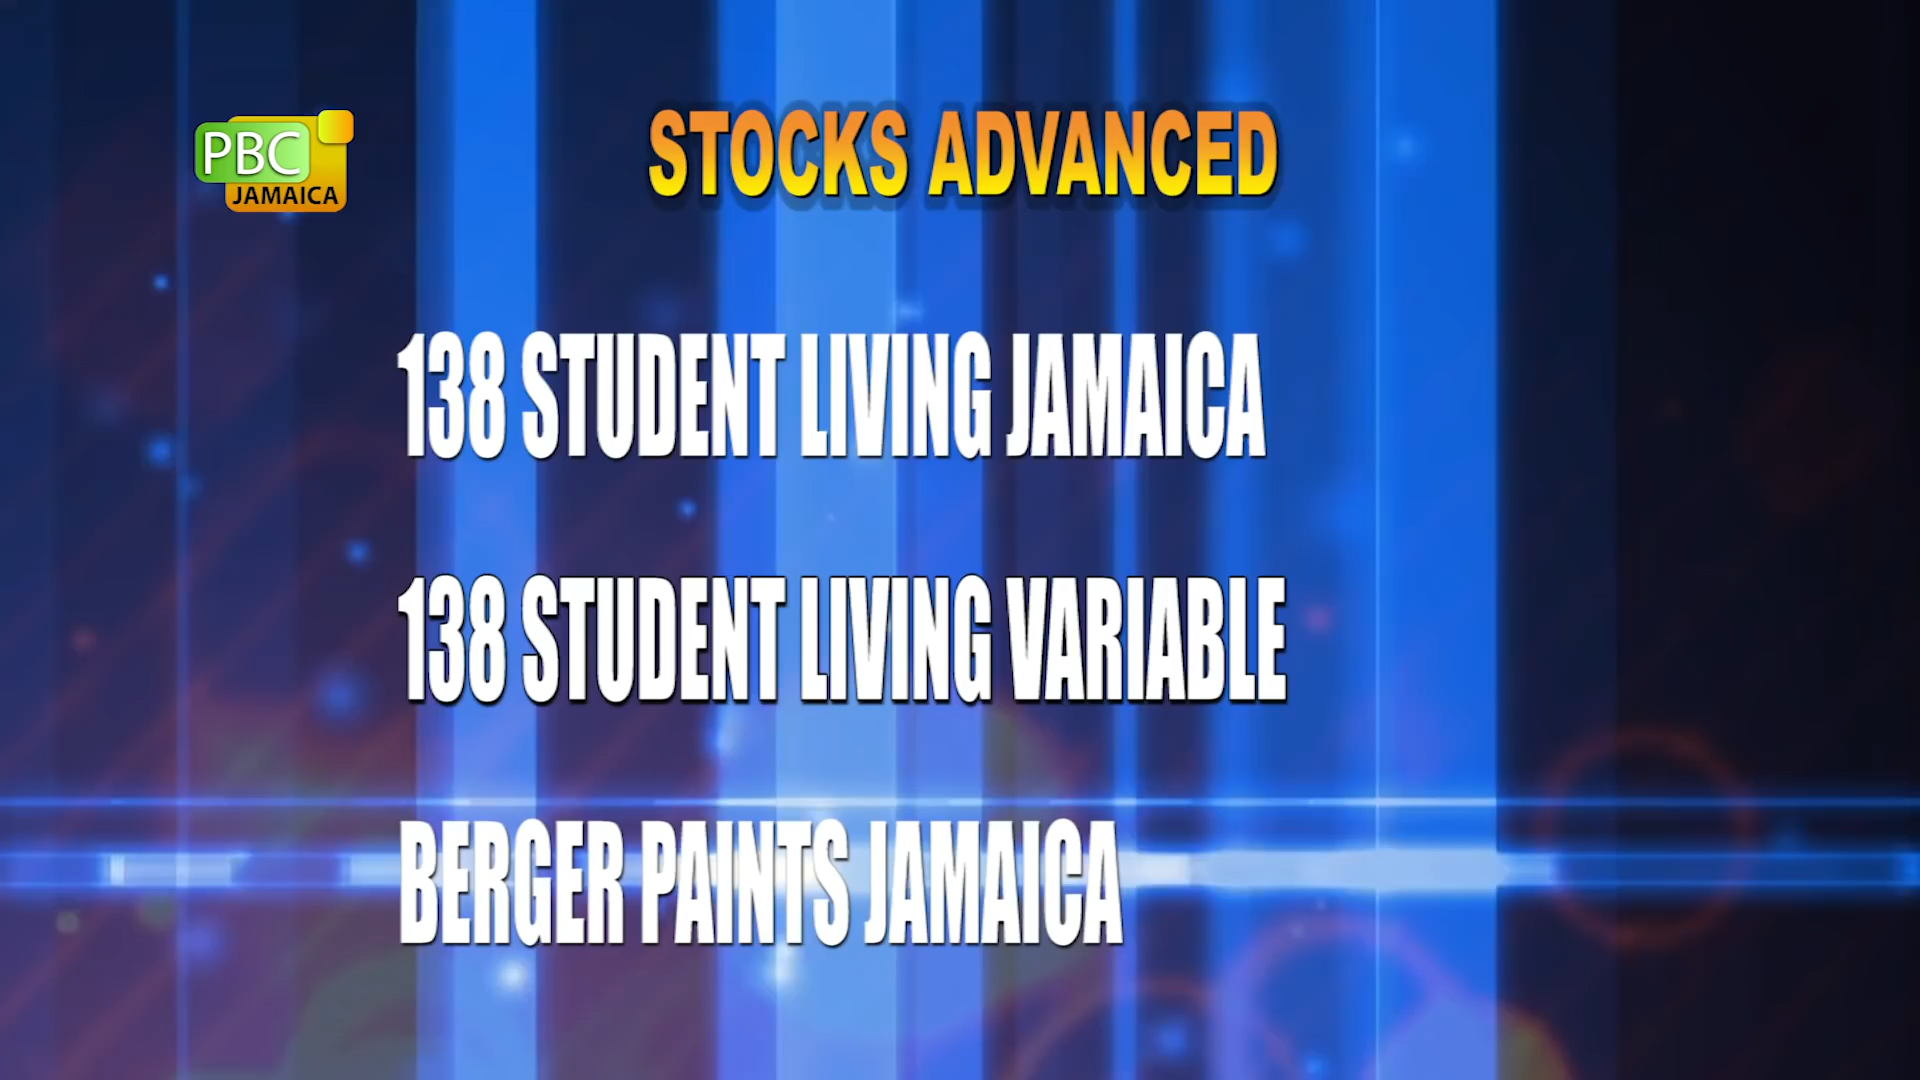 PBC
JAMAICA
STOCKS ADVANCED
138 STUDENT LIVING JAMAICA
138 STUDENT LIVING VARIABLE
BERGER PAINTS JAMAICA